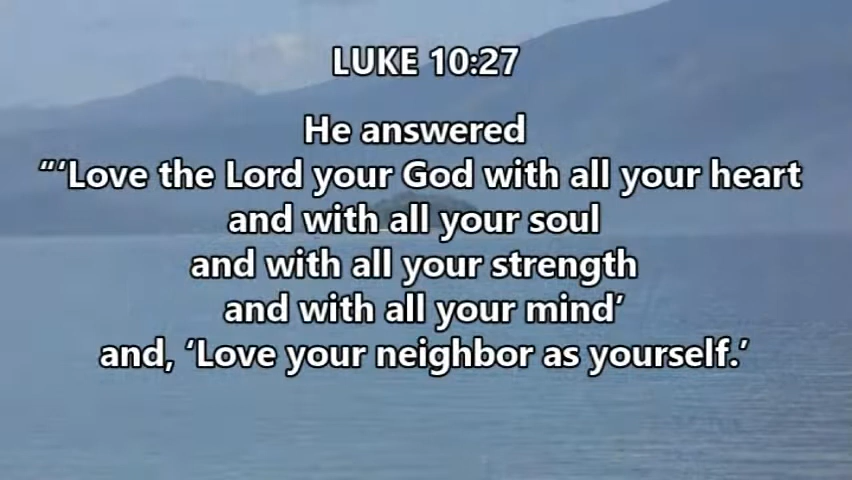 LUKE 10:27
He answered
“‘Love the Lord your God with all your heart
and with all your soul
and with all your strength
and with all your mind’
and, ‘Love your neighbor as yourself.’